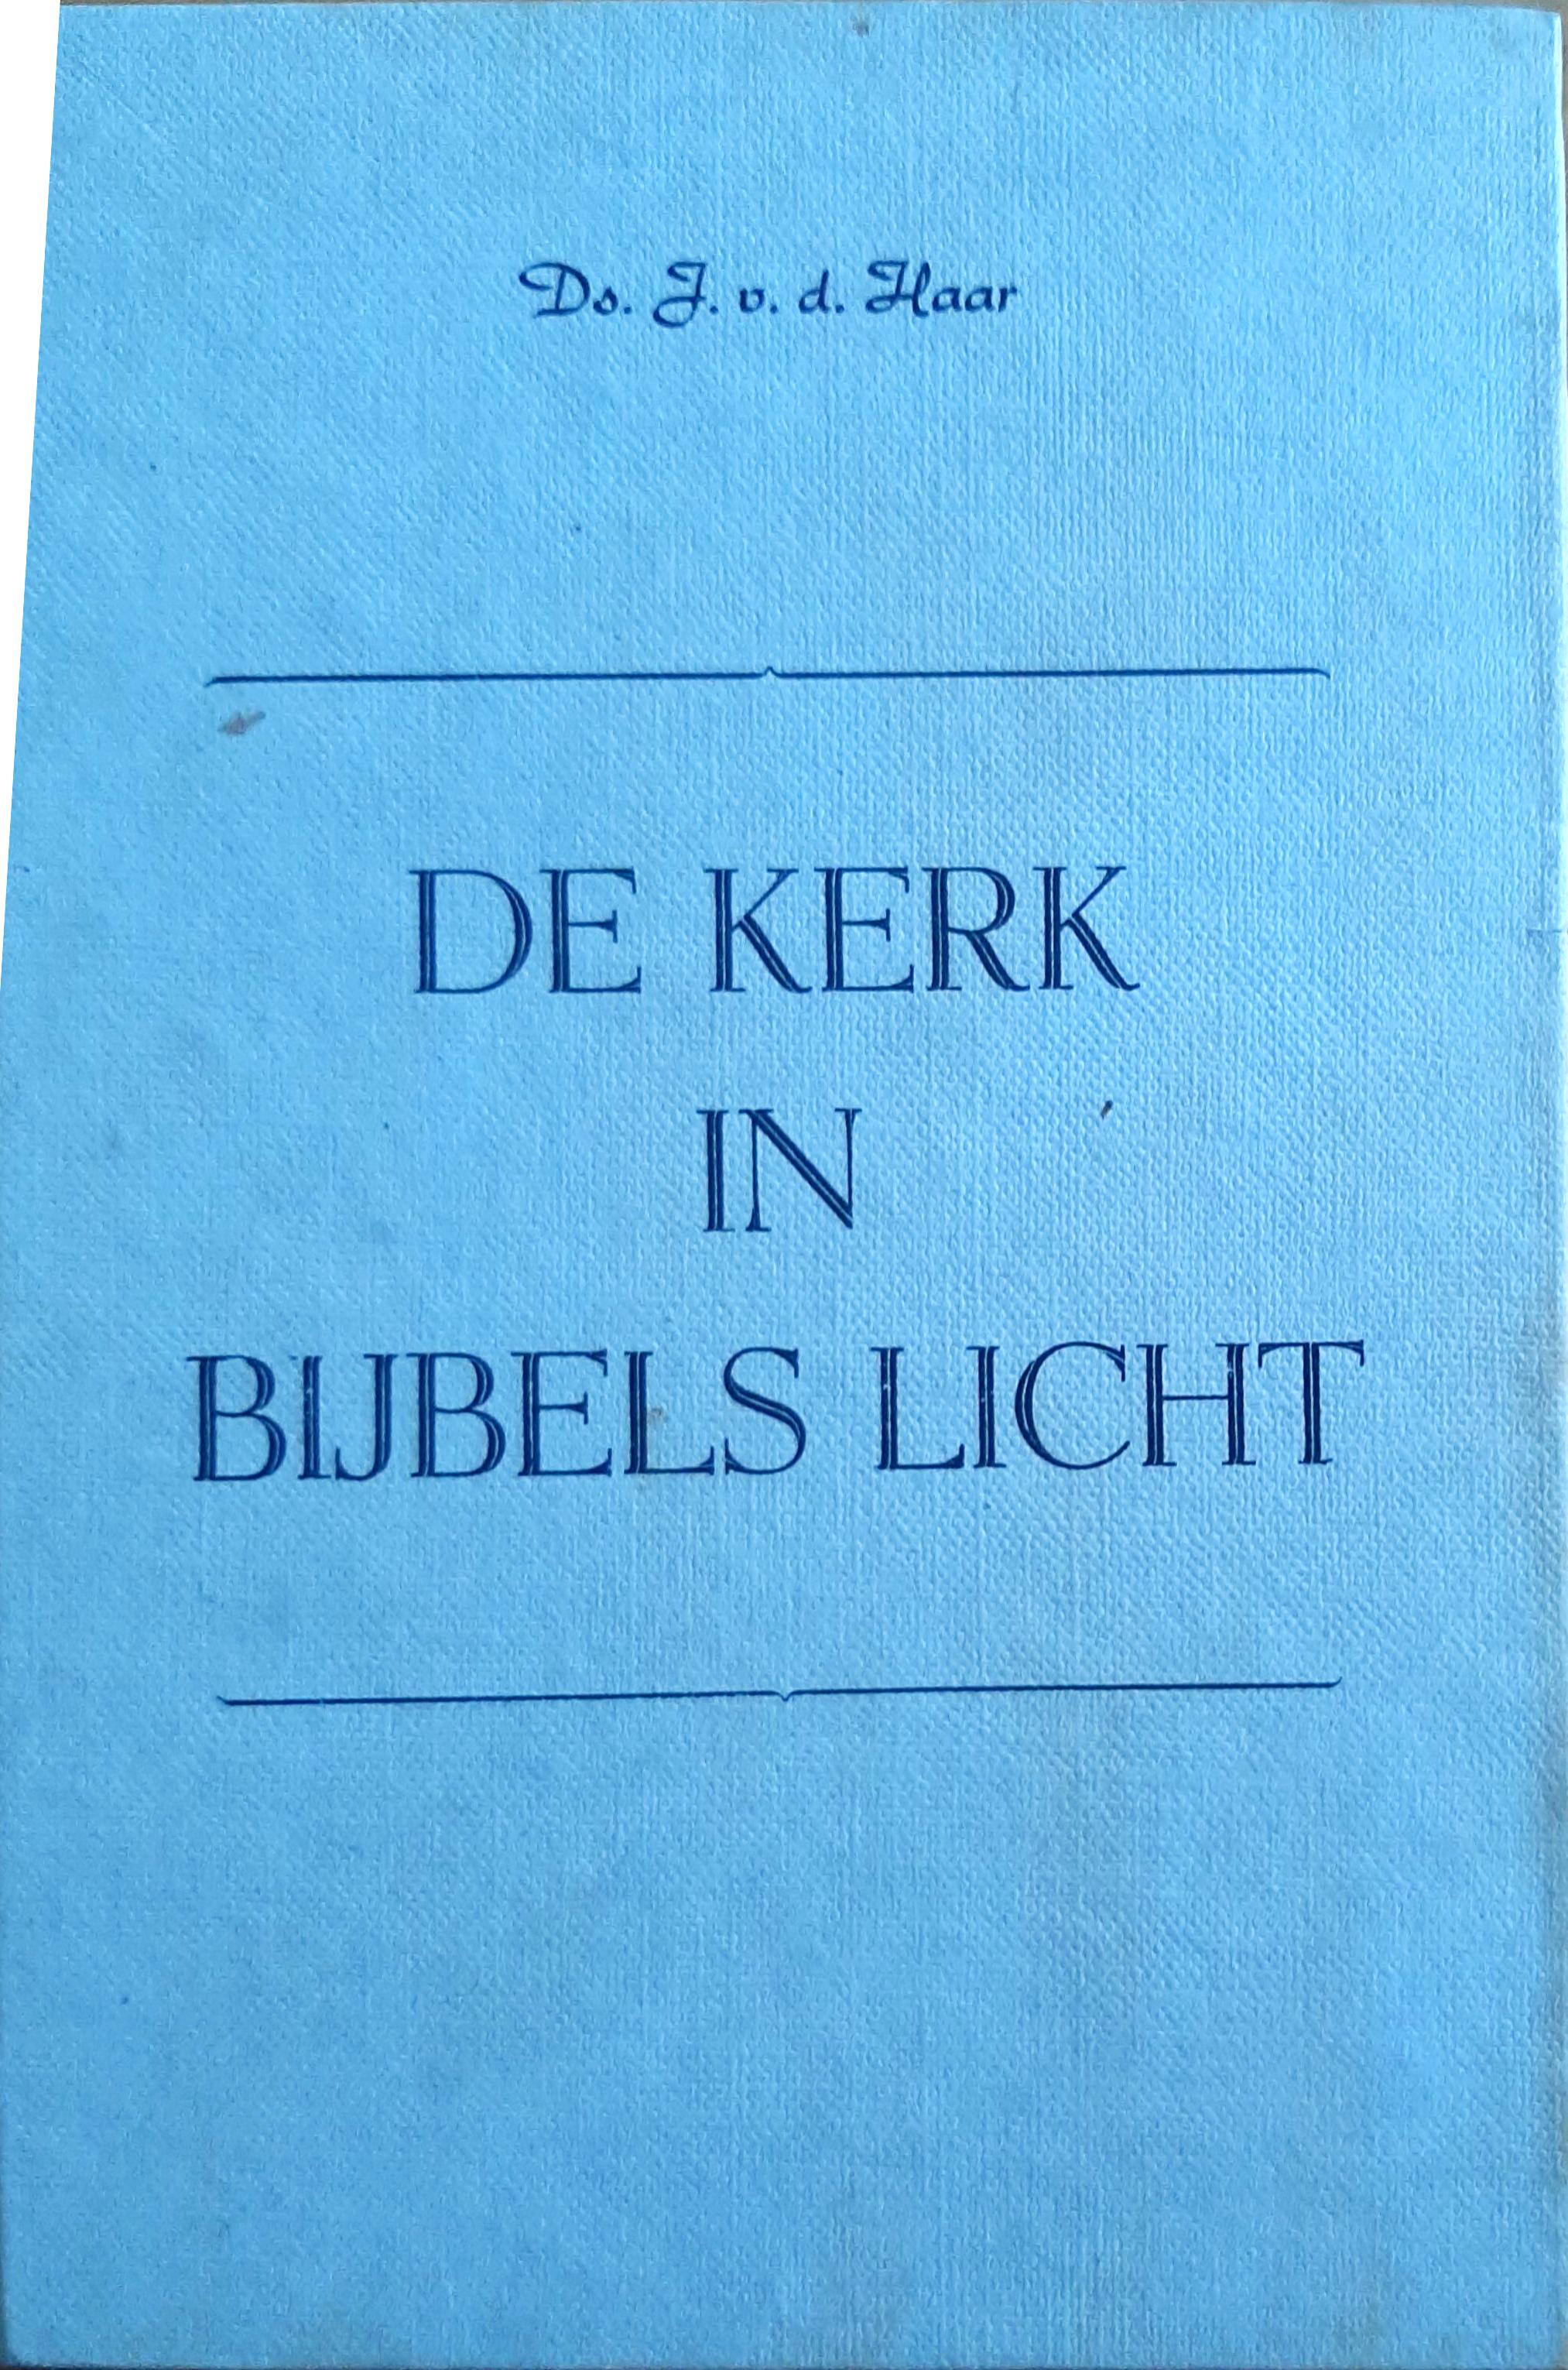 Ds. J. v. d. Haar
DE KERK
IN
BIJBELS LICHT